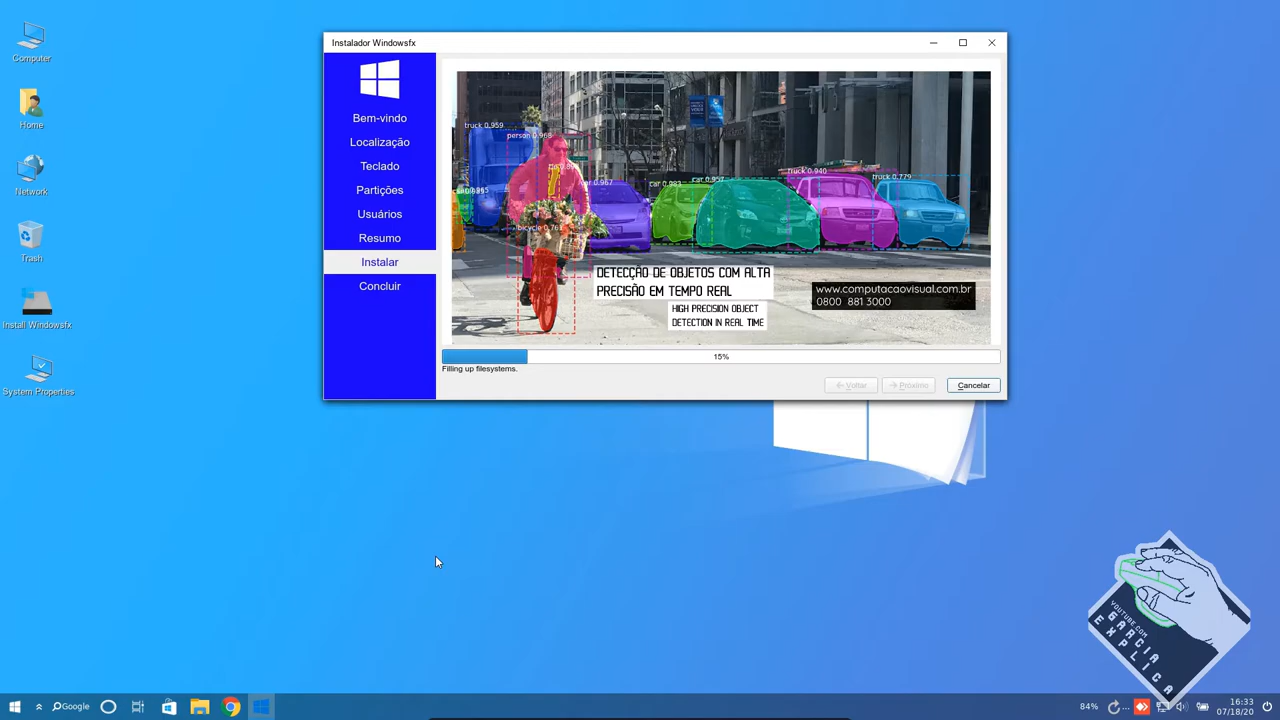 Computer
Home
Network
Trash
Install Windowsfx
System Properties
Instalador Windowsfx
Bem-vindo
Localização
Teclado
Partições
Usuários
Resumo
Instalar
Concluir
truck 0.959
person 0.968
car 0.967
car 0.983
car 0.957
truck 0.940
truck 0.779
DETECÇÃO DE OBJETOS COM ALTA
PRECISÃO EM TEMPO REAL
HIGH PRECISION OBJECT
DETECTION IN REAL TIME
www.computacaovisual.com.br
0800 881 3000
15%
Filling up filesystems.
Voltar
Próximo
Cancelar
YOUTUBE.COM
GARCIA
EXPLICA
Google
84%
16:33
07/18/20